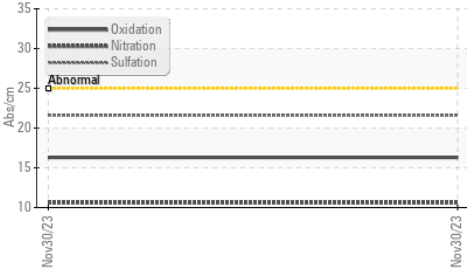 35
Oxidation
Nitration
Sulfation
30
Abnormal
25
Abs/cm
20
15
10
Nov30/23
Nov30/23